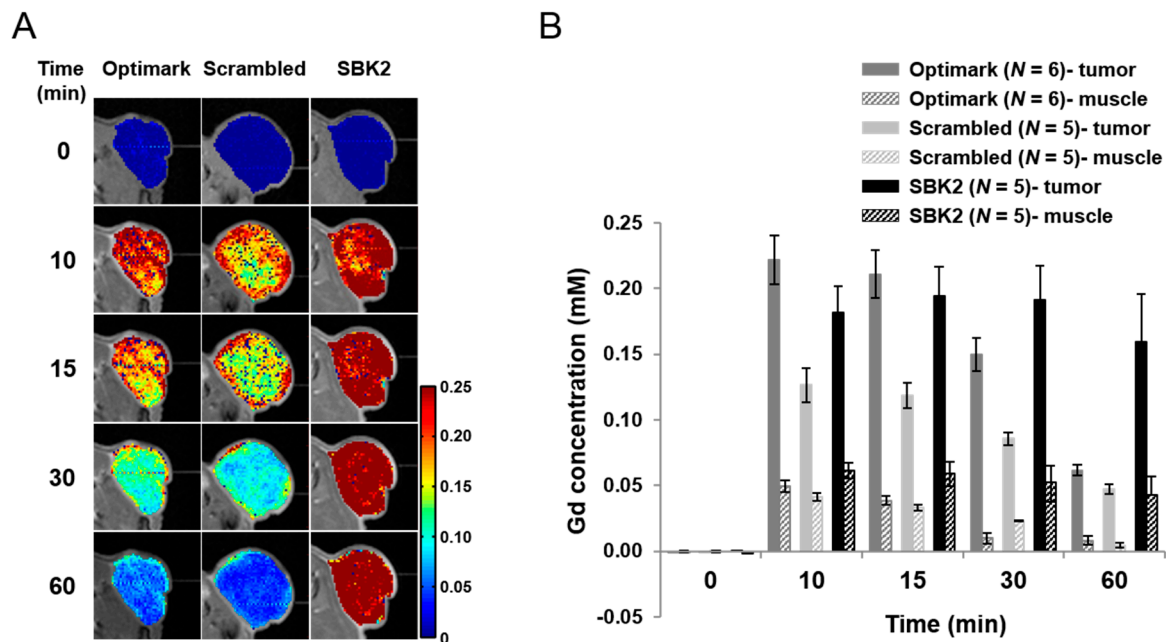 A
Time (min) Optimark Scrambled SBK2
0
10
15
30
60
0.25
0.20
0.15
0.10
0.05
0
B
Optimark (N = 6)- tumor
Optimark (N = 6)- muscle
Scrambled (N = 5)- tumor
Scrambled (N = 5)- muscle
SBK2 (N = 5)- tumor
SBK2 (N = 5)- muscle
Gd concentration (mM)
0.25
0.20
0.15
0.10
0.05
0.00
-0.05
0 10 15 30 60
Time (min)